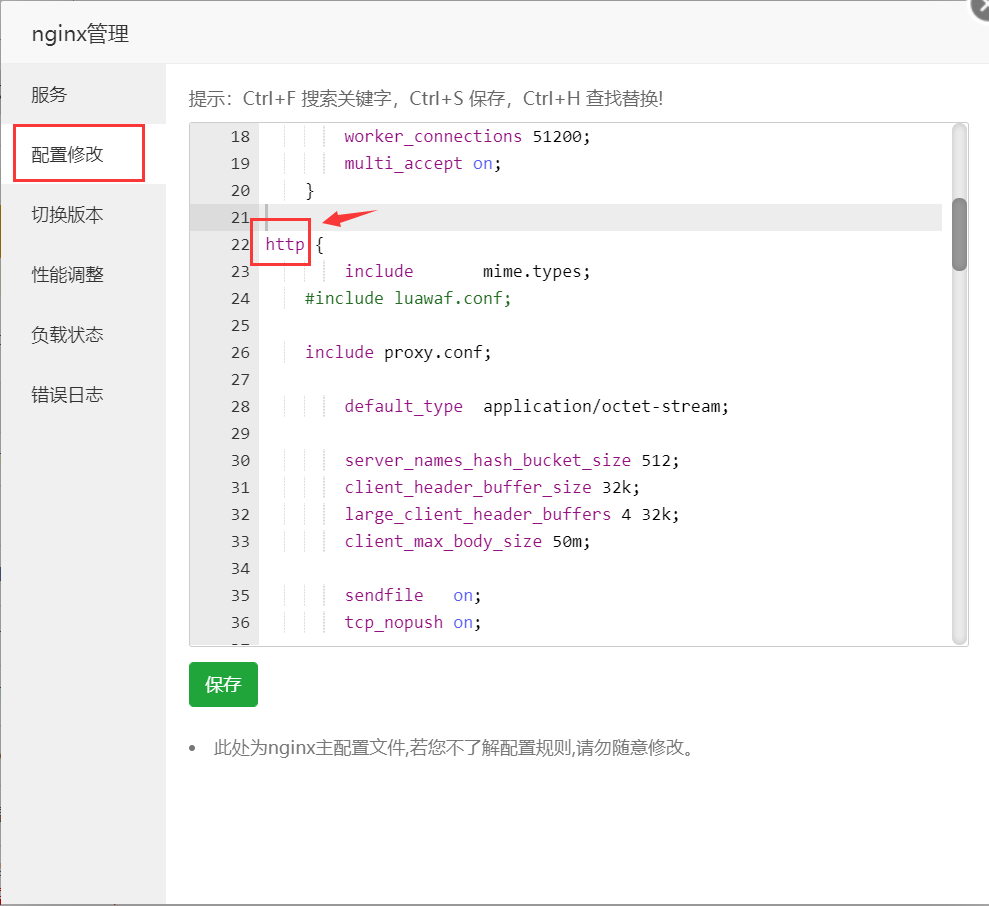 nginx管理
服务
配置修改
切换版本
性能调整
负载状态
错误日志
提示：Ctrl+F 搜索关键字，Ctrl+S 保存，Ctrl+H 查找替换!
18 worker_connections 51200;
19 multi_accept on;
20 }
21
22 http {
23 include mime.types;
24 #include luawaf.conf;
25
26 include proxy.conf;
27
28 default_type application/octet-stream;
29
30 server_names_hash_bucket_size 512;
31 client_header_buffer_size 32k;
32 large_client_header_buffers 4 32k;
33 client_max_body_size 50m;
34
35 sendfile on;
36 tcp_nopush on;
保存
• 此处为nginx主配置文件,若您不了解配置规则,请勿随意修改。